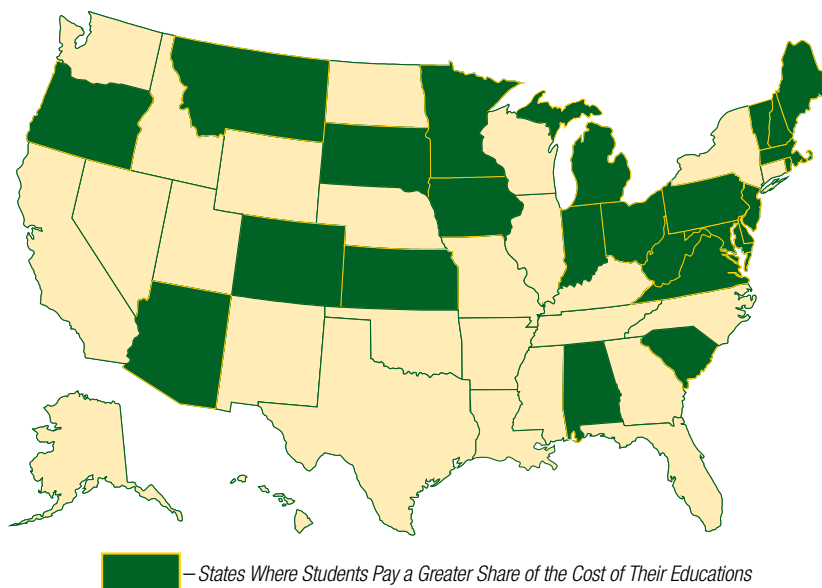 – States Where Students Pay a Greater Share of the Cost of Their Educations